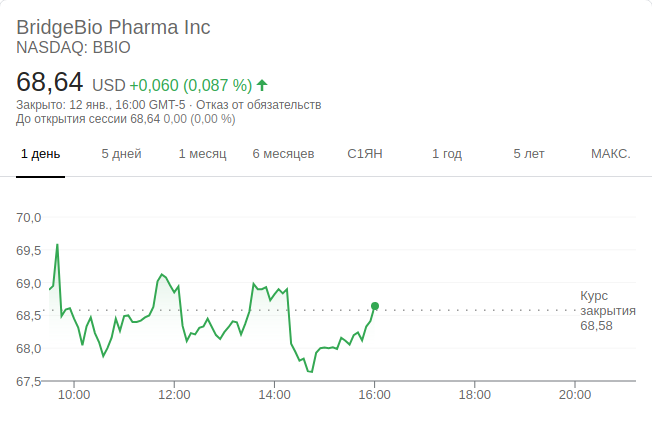 BridgeBio Pharma Inc
NASDAQ: BBIO
68,64 USD +0,060 (0,087 %)
Закрыто: 12 янв., 16:00 GMT-5 · Отказ от обязательств
До открытия сессии 68,64 0,00 (0,00 %)
1 день 5 дней 1 месяц 6 месяцев С1ЯН 1 год 5 лет МАКС.
70,0
69,5
69,0
68,5
68,0
67,5
Курс
закрытия
68,58
10:00 12:00 14:00 16:00 18:00 20:00